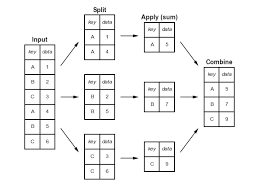 Split
Apply (sum)
Input
Combine
key data
A 1
B 2
C 3
A 4
B 5
C 6
key data
A 1
A 4
key data
B 2
B 5
key data
C 3
C 6
key data
A 5
key data
B 7
key data
C 9
key data
A 5
B 7
C 9